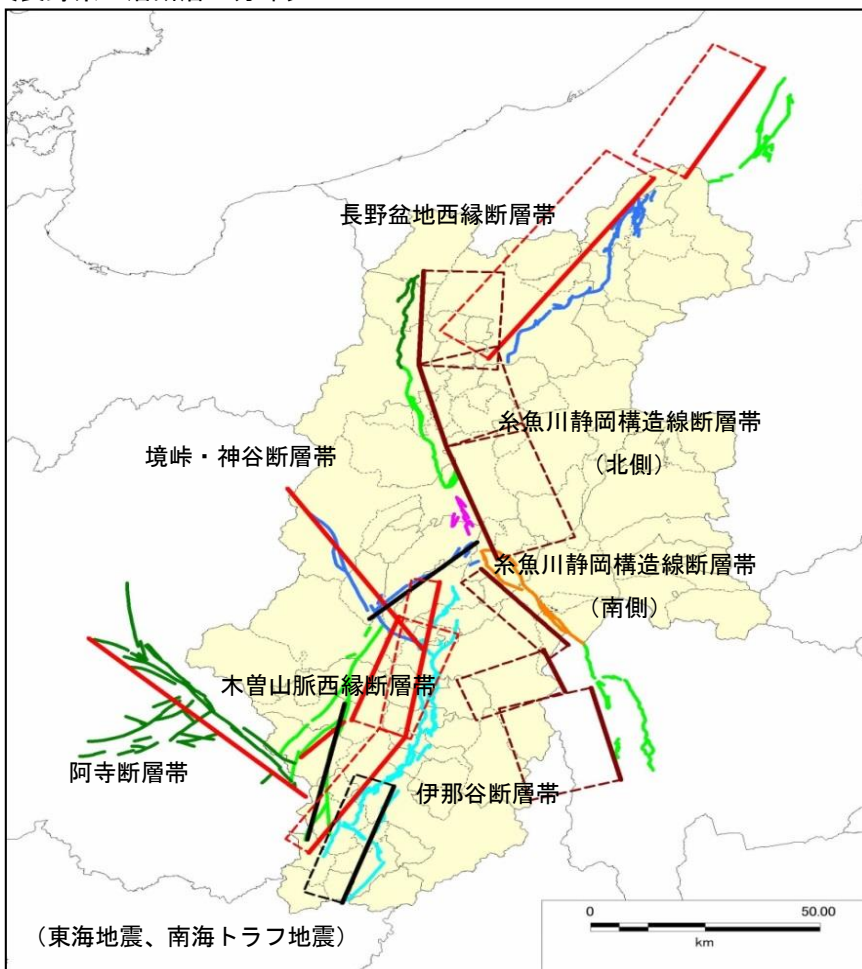 長野盆地西縁断層帯
糸魚川静岡構造線断層帯
（北側）
境峠・神谷断層帯
糸魚川静岡構造線断層帯
（南側）
木曽山脈西縁断層帯
阿寺断層帯
伊那谷断層帯
（東海地震、南海トラフ地震）
0 50.00
km